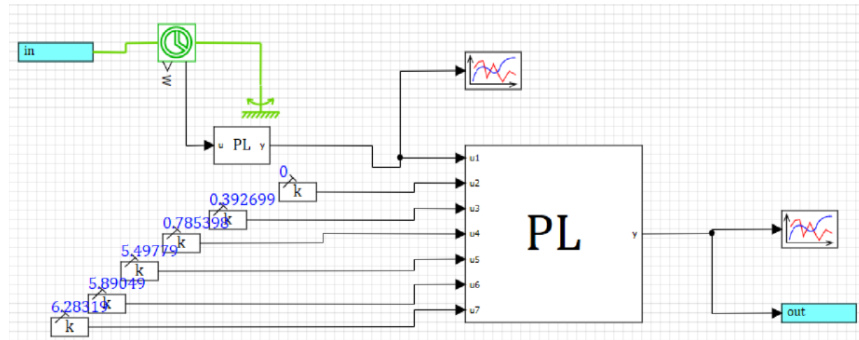 in
W
V
u PL y
0
k
u1
u2
0.392699
k
u3
0.785398
k
u4
PL
y
5.49779
k
u5
5.89049
k
u6
6.28319
k
u7
out